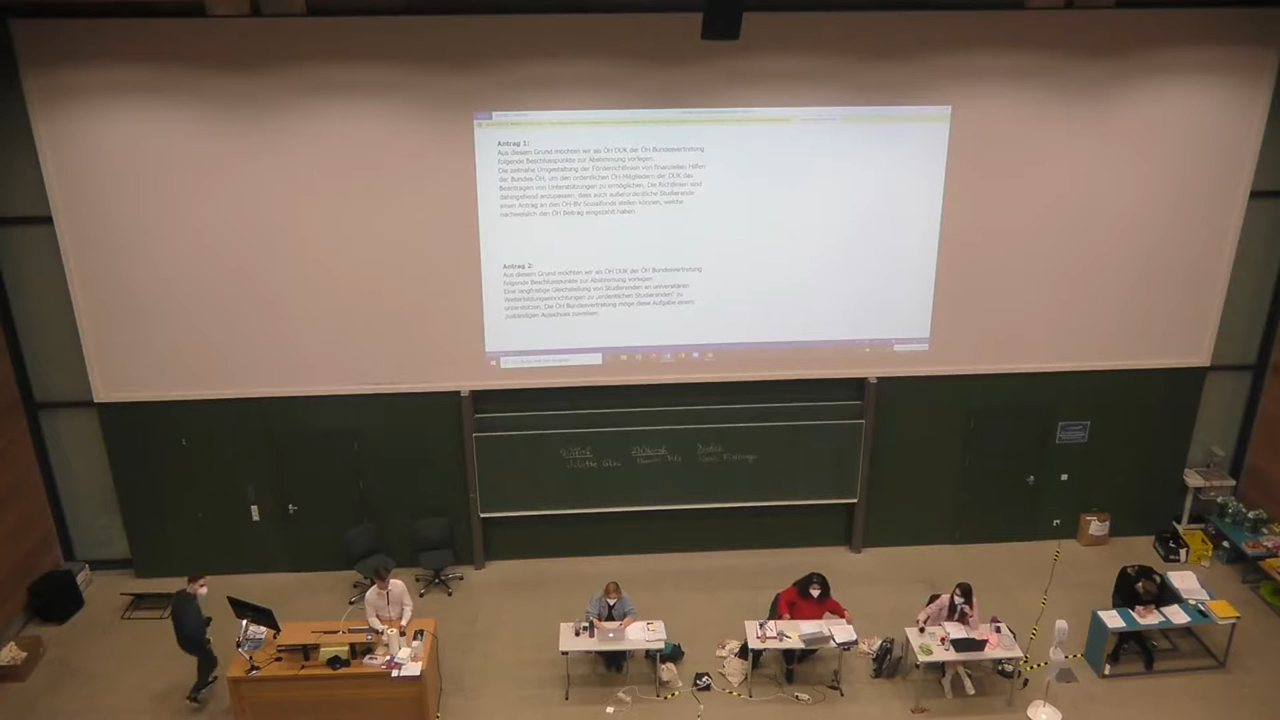 Antrag 1:
Aus diesem Grund möchten wir als ÖH DUK der ÖH Bundesvertretung
folgende Beschlusspunkte zur Abstimmung vorlegen.
Die zeitnahe Umgestaltung der Förderrichtlinien von finanziellen Hilfen
der Bundes-ÖH, um den ordentlichen ÖH-Mitgliedern der DUK das
Beantragen von Unterstützungen zu ermöglichen. Die Richtlinien sind
dahingehend anzupassen, dass auch außerordentliche Studierende
einen Antrag an den ÖH-BV Sozialfonds stellen können, welche
nachweislich den ÖH Beitrag eingezahlt haben.
Antrag 2:
Aus diesem Grund möchten wir als ÖH DUK der ÖH Bundesvertretung
folgende Beschlusspunkte zur Abstimmung vorlegen
Eine langfristige Gleichstellung von Studierenden an universitären
Weiterbildungseinrichtungen zu „ordentlichen Studierenden" zu
unterstützen. Die ÖH Bundesvertretung möge diese Aufgabe einem
zuständigen Ausschuss zuweisen.